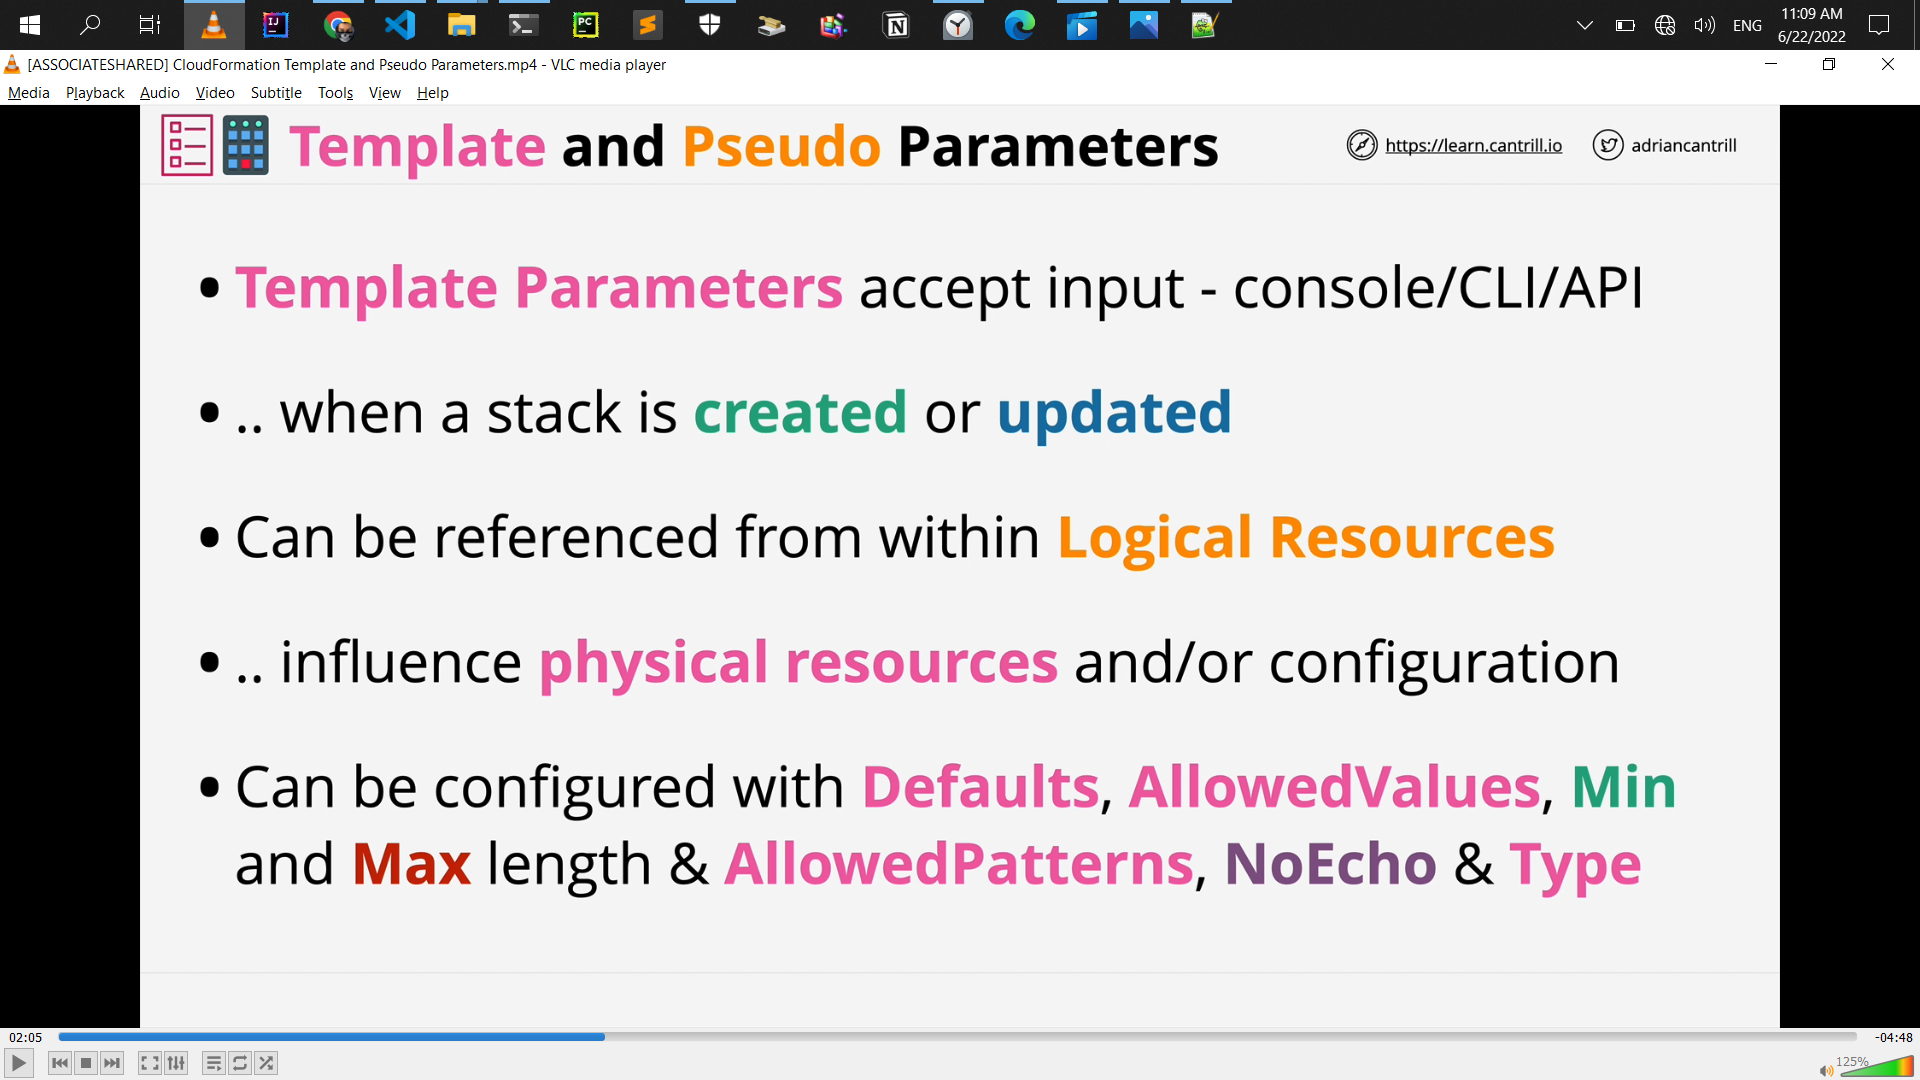 ENG
11:09 AM
6/22/2022
[ASSOCIATESHARED] CloudFormation Template and Pseudo Parameters.mp4 - VLC media player
Media Playback Audio Video Subtitle Tools View Help
Template and Pseudo Parameters
https://learn.cantrill.io
adriancantrill
• Template Parameters accept input - console/CLI/API
• .. when a stack is created or updated
• Can be referenced from within Logical Resources
• .. influence physical resources and/or configuration
• Can be configured with Defaults, AllowedValues, Min
and Max length & AllowedPatterns, NoEcho & Type
02:05
-04:48
125%